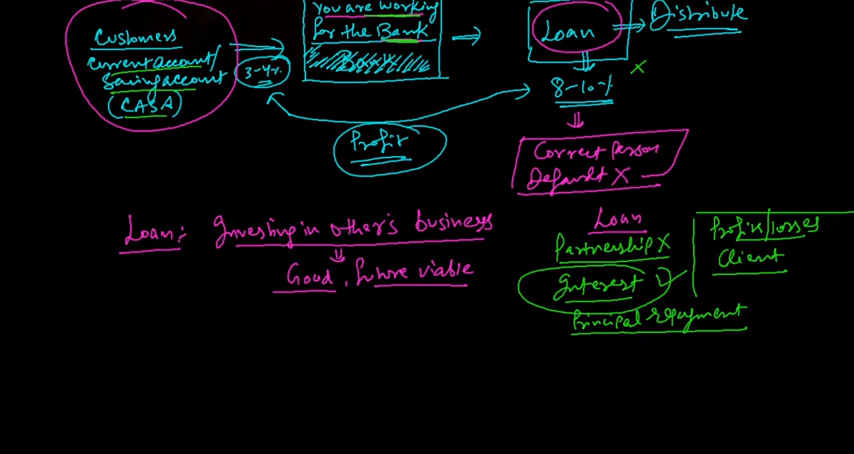 You are working
for the Bank
Customers
Current account/
Saving account
(CASA)
3-4%
Loan
Distribute
8-10%
X
Profit
Correct person
Default X
Loan:- Investing in other's business
Good, future viable
Loan
Partnership X
Interest
Principal repayment
Profits/losses
Client